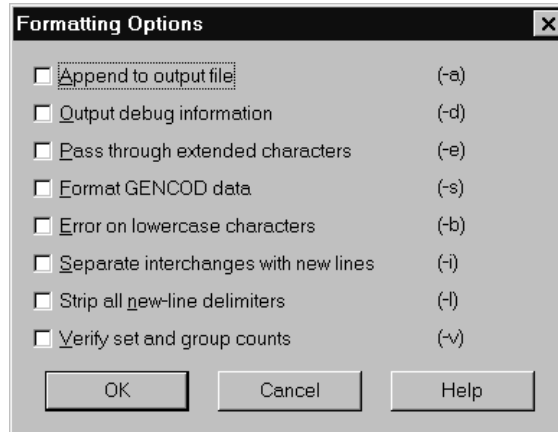 Formatting Options
Append to output file (-a)
Output debug information (-d)
Pass through extended characters (-e)
Format GENCOD data (-s)
Error on lowercase characters (-b)
Separate interchanges with new lines (-i)
Strip all new-line delimiters (-l)
Verify set and group counts (-v)
OK Cancel Help